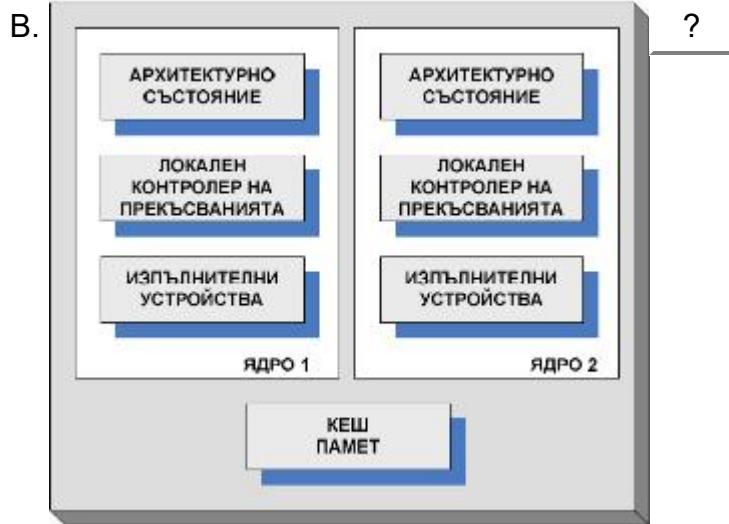 В.
?
АРХИТЕКТУРНО
СЪСТОЯНИЕ
ЛОКАЛЕН
КОНТРОЛЕР НА
ПРЕКЪСВАНИЯТА
ИЗПЪЛНИТЕЛНИ
УСТРОЙСТВА
ЯДРО 1
АРХИТЕКТУРНО
СЪСТОЯНИЕ
ЛОКАЛЕН
КОНТРОЛЕР НА
ПРЕКЪСВАНИЯТА
ИЗПЪЛНИТЕЛНИ
УСТРОЙСТВА
ЯДРО 2
КЕШ
ПАМЕТ